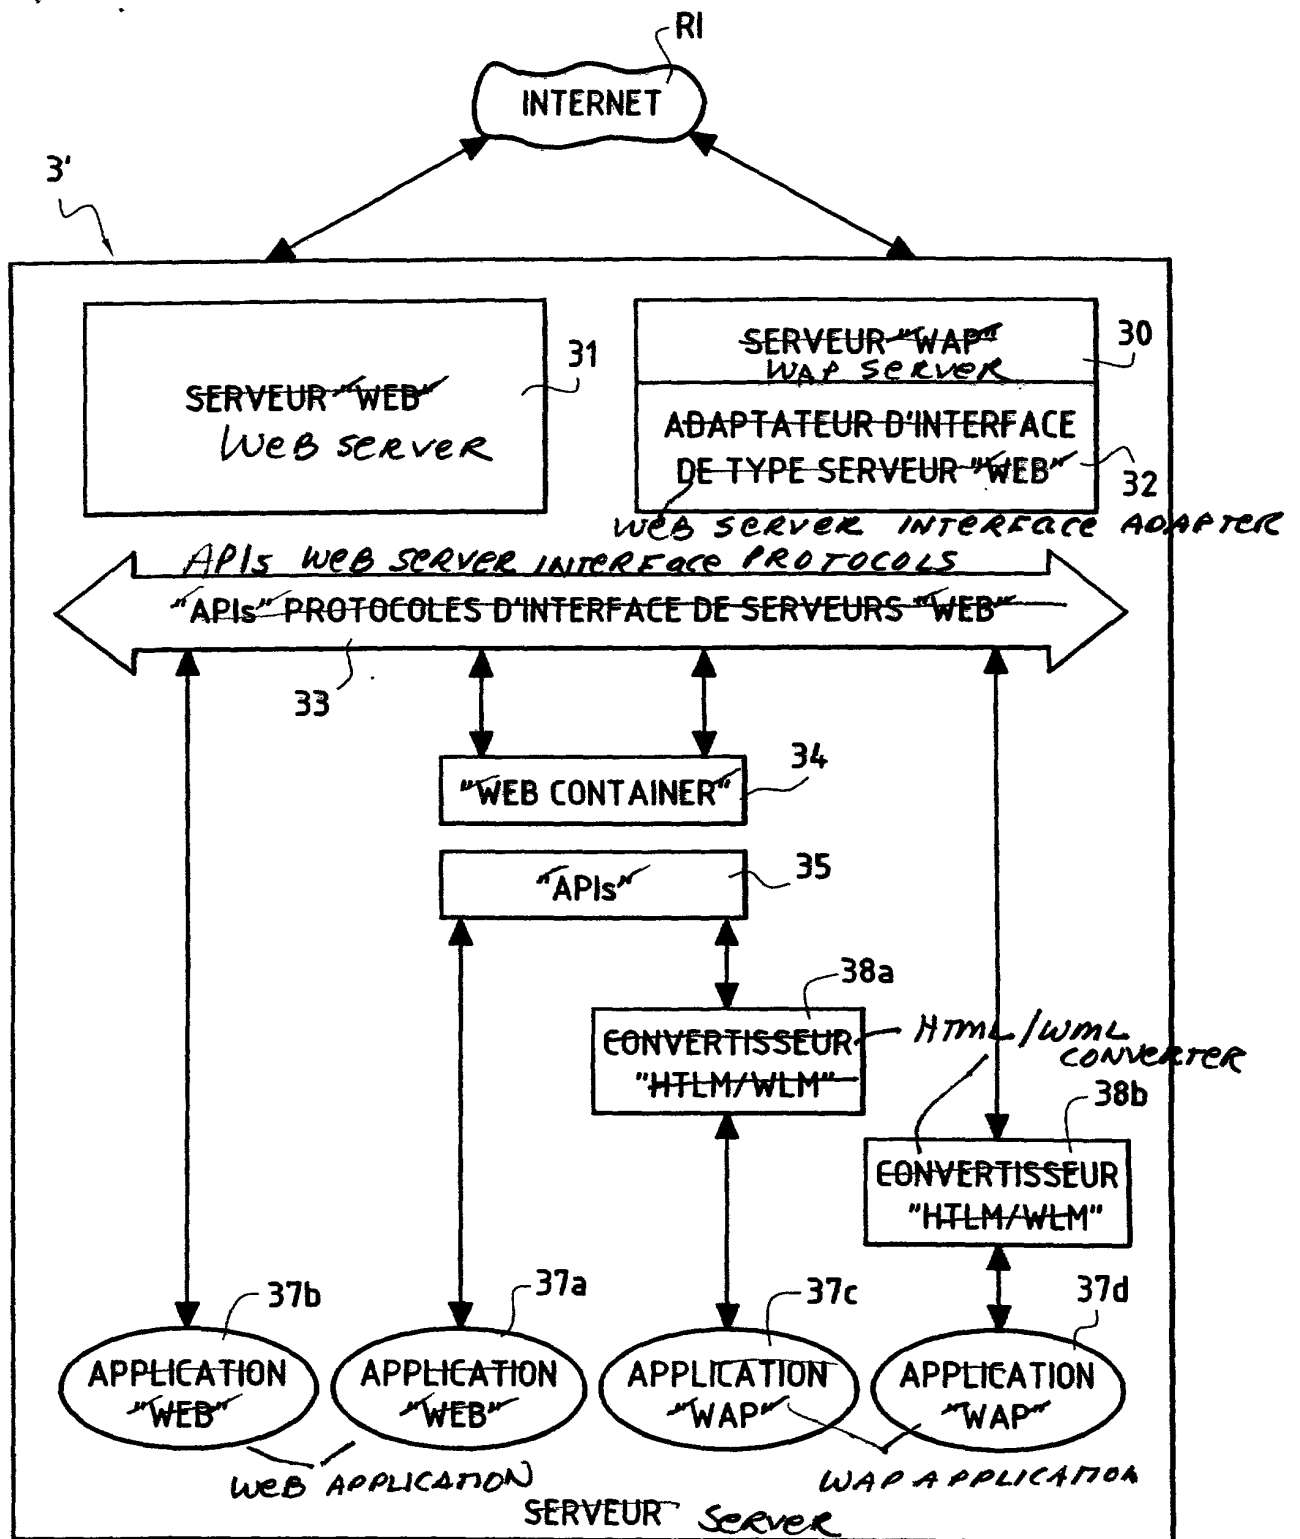 RI
INTERNET
3'
SERVEUR "WAP"
30
WAP SERVER
31
SERVEUR "WEB"
WEB SERVER
ADAPTATEUR D'INTERFACE
DE TYPE SERVEUR "WEB"
32
WEB SERVER INTERFACE ADAPTER
APIs WEB SERVER INTERFACE PROTOCOLS
"APIs" PROTOCOLES D'INTERFACE DE SERVEURS "WEB"
33
34
"WEB CONTAINER"
35
"APIs"
38a
CONVERTISSEUR
"HTLM/WLM"
HTML/WML
CONVERTER
38b
CONVERTISSEUR
"HTLM/WLM"
37b
37a
37c
37d
APPLICATION
"WEB"
APPLICATION
"WEB"
APPLICATION
"WAP"
APPLICATION
"WAP"
WEB APPLICATION
WAP APPLICATION
SERVEUR SERVER